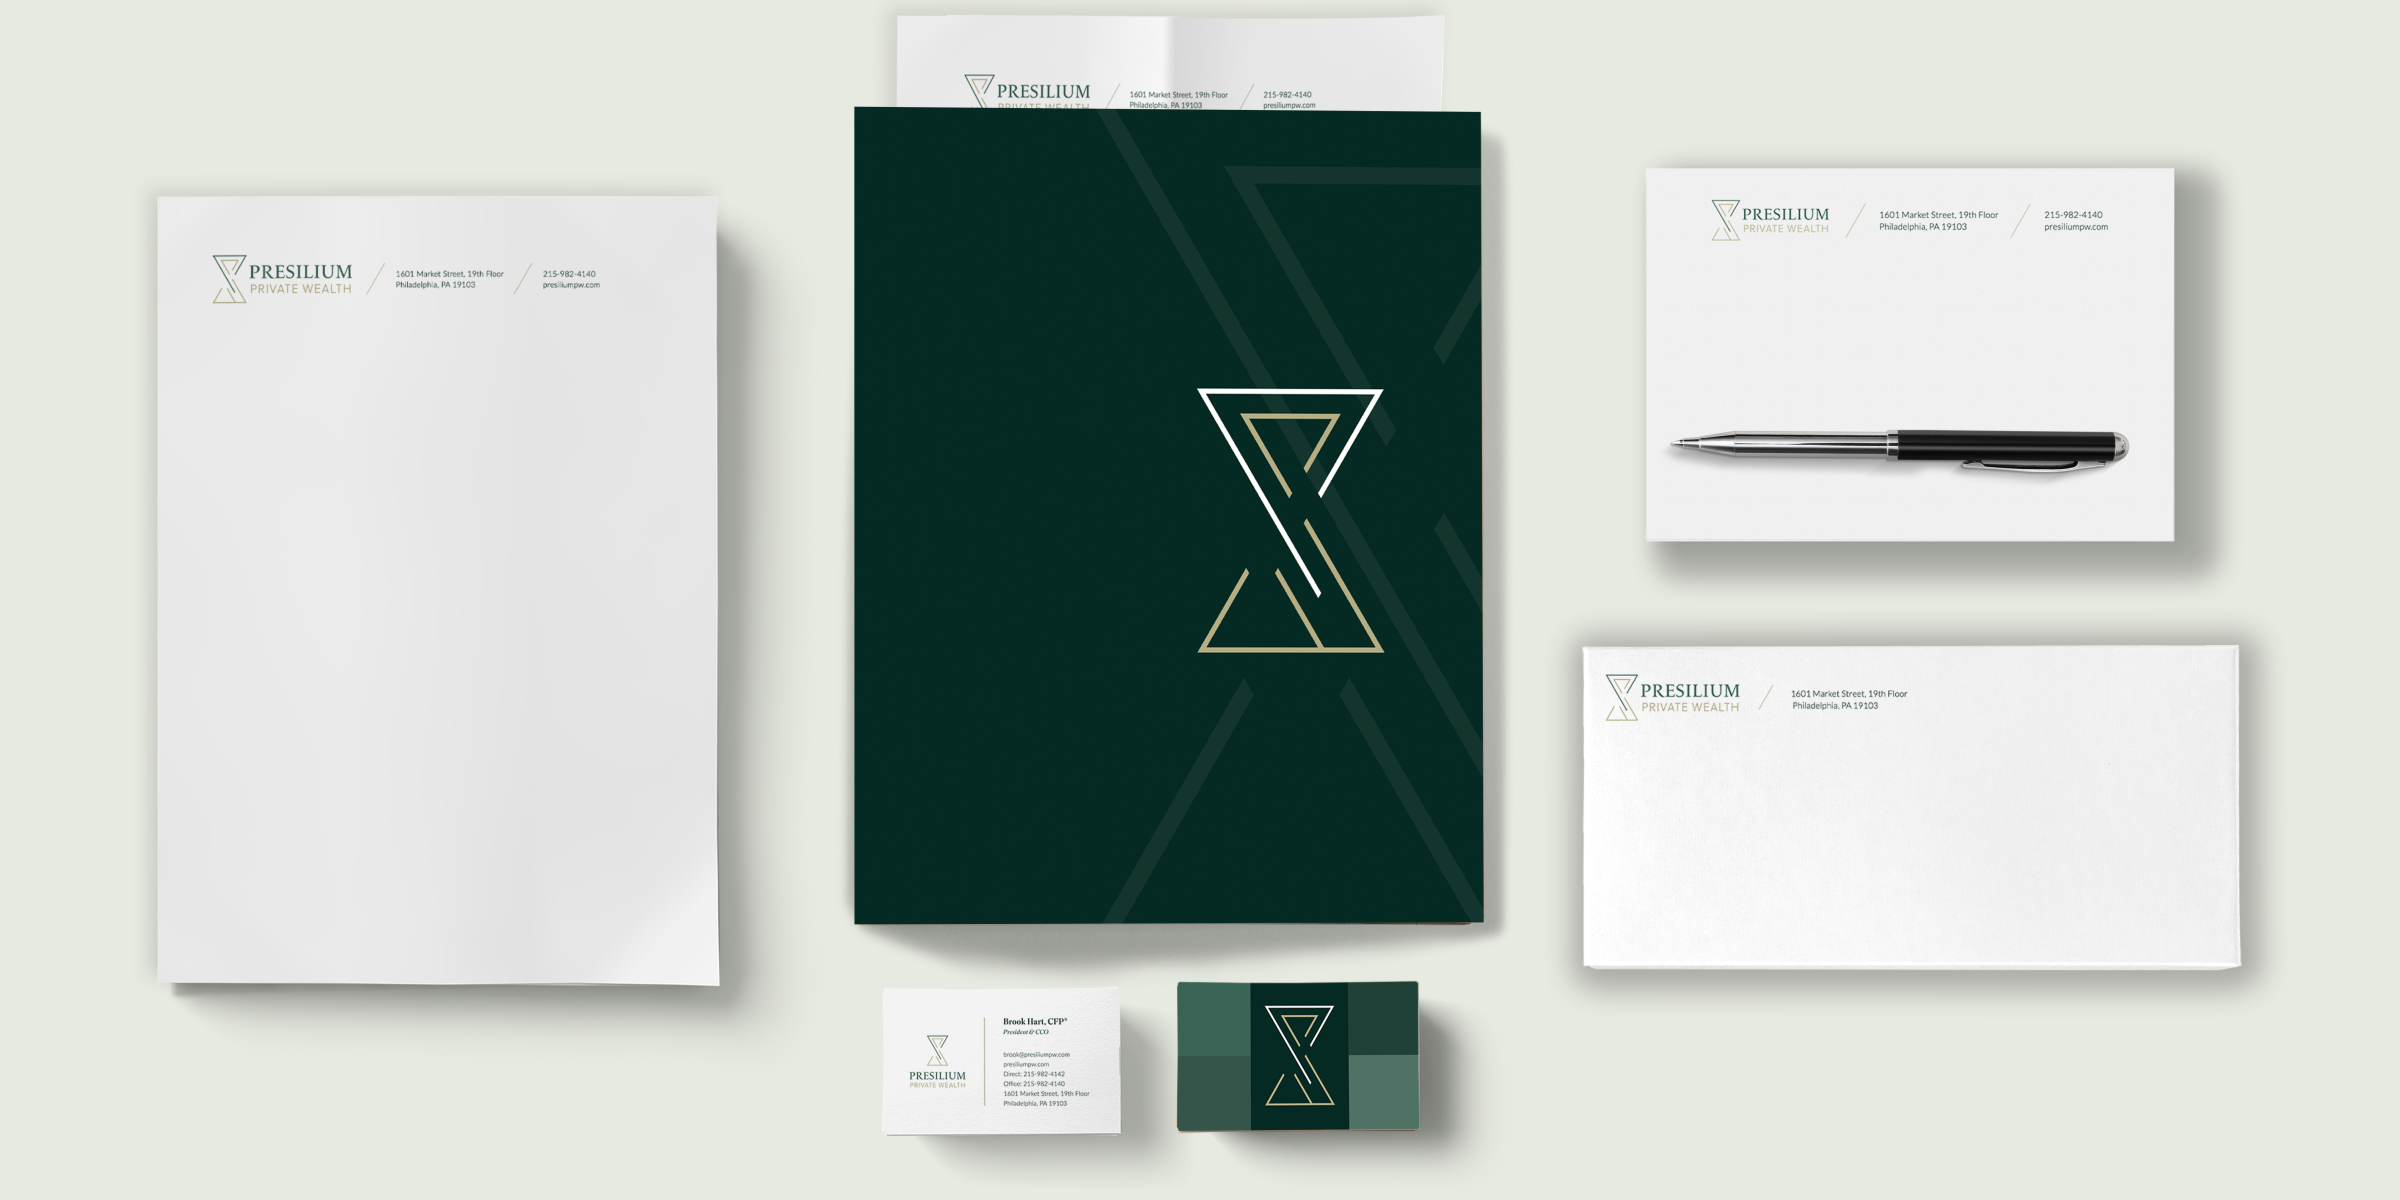 PRESILIUM
PRIVATE WEALTH
1601 Market Street, 19th Floor
Philadelphia, PA 19103
215-982-4140
presiliumpw.com
PRESILIUM
PRIVATE WEALTH
1601 Market Street, 19th Floor
Philadelphia, PA 19103
215-982-4140
presiliumpw.com
PRESILIUM
PRIVATE WEALTH
1601 Market Street, 19th Floor
Philadelphia, PA 19103
215-982-4140
presiliumpw.com
PRESILIUM
PRIVATE WEALTH
1601 Market Street, 19th Floor
Philadelphia, PA 19103
PRESILIUM
PRIVATE WEALTH
Brook Hart, CFP®
President & CCO
brook@presiliumpw.com
presiliumpw.com
Direct: 215-982-4142
Office: 215-982-4140
1601 Market Street, 19th Floor
Philadelphia, PA 19103